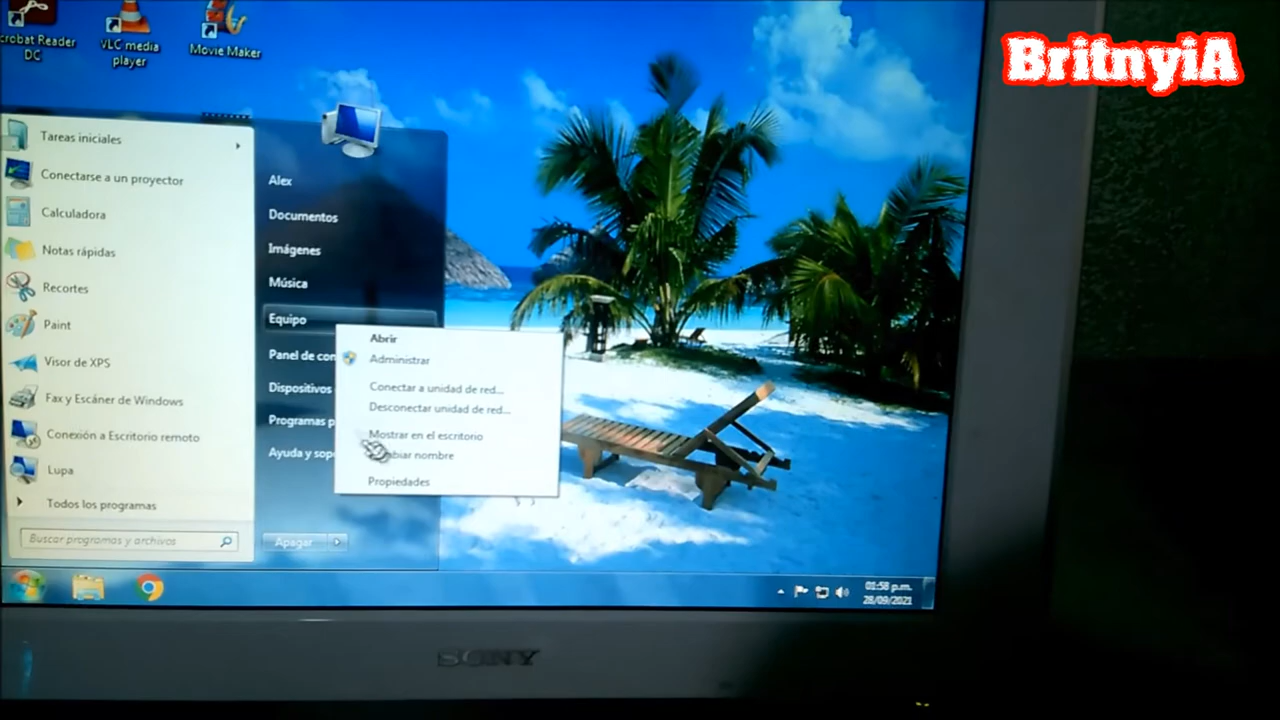 BritnyiA
crobat Reader
DC
VLC media
player
Movie Maker
Tareas iniciales
Conectarse a un proyector
Calculadora
Notas rápidas
Recortes
Paint
Visor de XPS
Fax y Escáner de Windows
Conexión a Escritorio remoto
Lupa
Todos los programas
Buscar programas y archivos
Alex
Documentos
Imágenes
Música
Equipo
Panel de con
Dispositivos
Programas p
Ayuda y sopo
Apagar
Abrir
Administrar
Conectar a unidad de red...
Desconectar unidad de red...
Mostrar en el escritorio
mbiar nombre
Propiedades
01:58 p.m.
28/09/2021
SONY